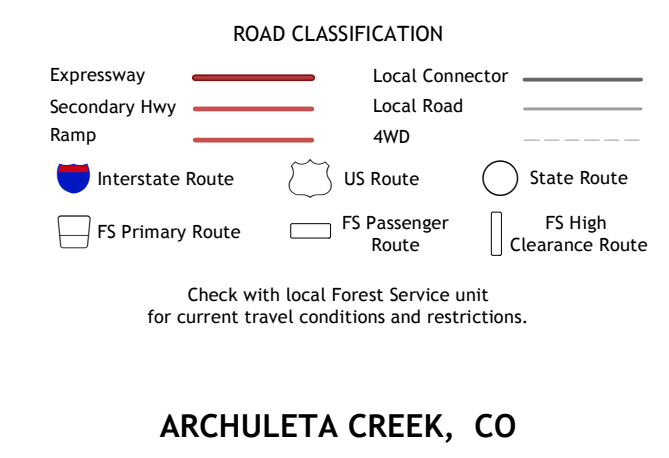 ROAD CLASSIFICATION
Expressway
Local Connector
Secondary Hwy
Local Road
Ramp
4WD
Interstate Route
US Route
State Route
FS Primary Route
FS Passenger
Route
FS High
Clearance Route
Check with local Forest Service unit
for current travel conditions and restrictions.
ARCHULETA CREEK, CO